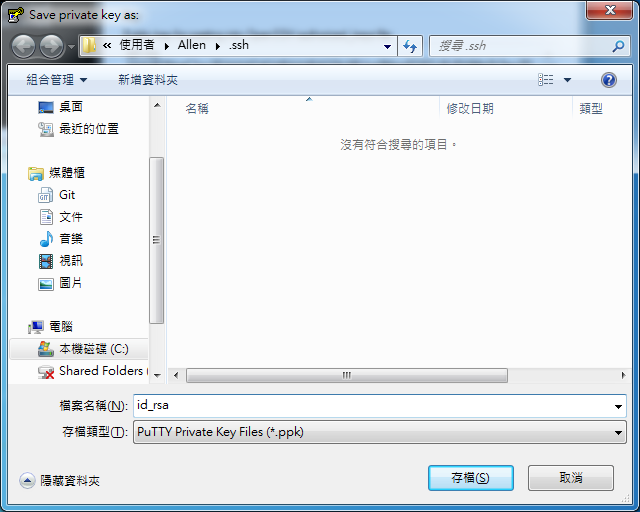 Save private key as:
« 使用者 ▸ Allen ▸ .ssh
搜尋 .ssh
組合管理
新增資料夾
名稱
修改日期
類型
桌面
最近的位置
沒有符合搜尋的項目。
媒體櫃
Git
文件
音樂
視訊
圖片
電腦
本機磁碟 (C:)
Shared Folders (
檔案名稱(N):
id_rsa
存檔類型(T):
PuTTY Private Key Files (*.ppk)
隱藏資料夾
存檔(S)
取消